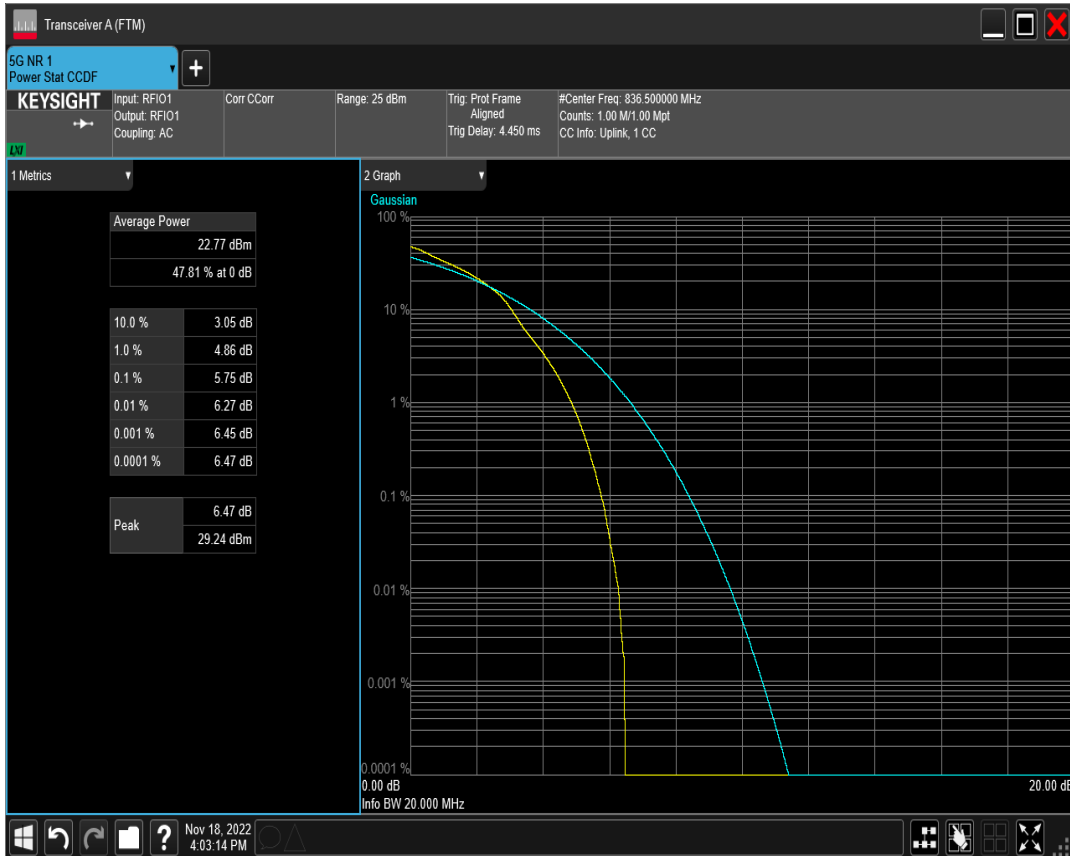 Transceiver A (FTM)
5G NR 1
Power Stat CCDF
+
KEYSIGHT
LXI
Input: RFIO1
Output: RFIO1
Coupling: AC
Corr CCorr
Range: 25 dBm
Trig: Prot Frame
Aligned
Trig Delay: 4.450 ms
#Center Freq: 836.500000 MHz
Counts: 1.00 M/1.00 Mpt
CC Info: Uplink, 1 CC
1 Metrics
Average Power
22.77 dBm
47.81 % at 0 dB
10.0 % 3.05 dB
1.0 % 4.86 dB
0.1 % 5.75 dB
0.01 % 6.27 dB
0.001 % 6.45 dB
0.0001 % 6.47 dB
Peak
6.47 dB
29.24 dBm
2 Graph
Gaussian
100 %
10 %
1 %
0.1 %
0.01 %
0.001 %
0.0001 %
0.00 dB 20.00 dB
Info BW 20.000 MHz
?
Nov 18, 2022
4:03:14 PM